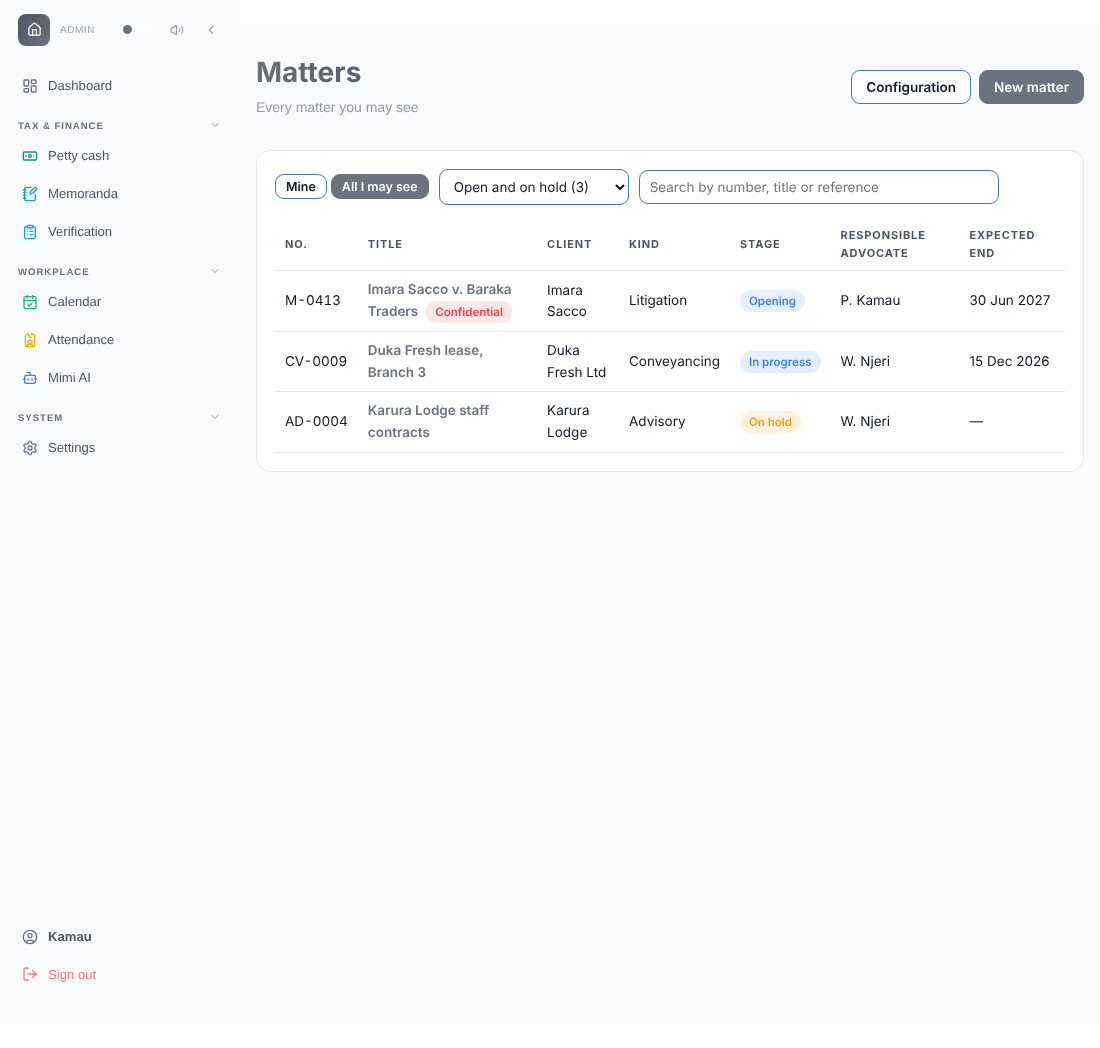 ADMIN
Dashboard
TAX & FINANCE
Petty cash
Memoranda
Verification
WORKPLACE
Calendar
Attendance
Mimi AI
SYSTEM
Settings
Kamau
Sign out
Matters
Every matter you may see
Configuration
New matter
Mine
All I may see
Open and on hold (3)
Search by number, title or reference
NO. TITLE CLIENT KIND STAGE RESPONSIBLE ADVOCATE EXPECTED END
M-0413 Imara Sacco v. Baraka Traders Confidential Imara Sacco Litigation Opening P. Kamau 30 Jun 2027
CV-0009 Duka Fresh lease, Branch 3 Duka Fresh Ltd Conveyancing In progress W. Njeri 15 Dec 2026
AD-0004 Karura Lodge staff contracts Karura Lodge Advisory On hold W. Njeri —